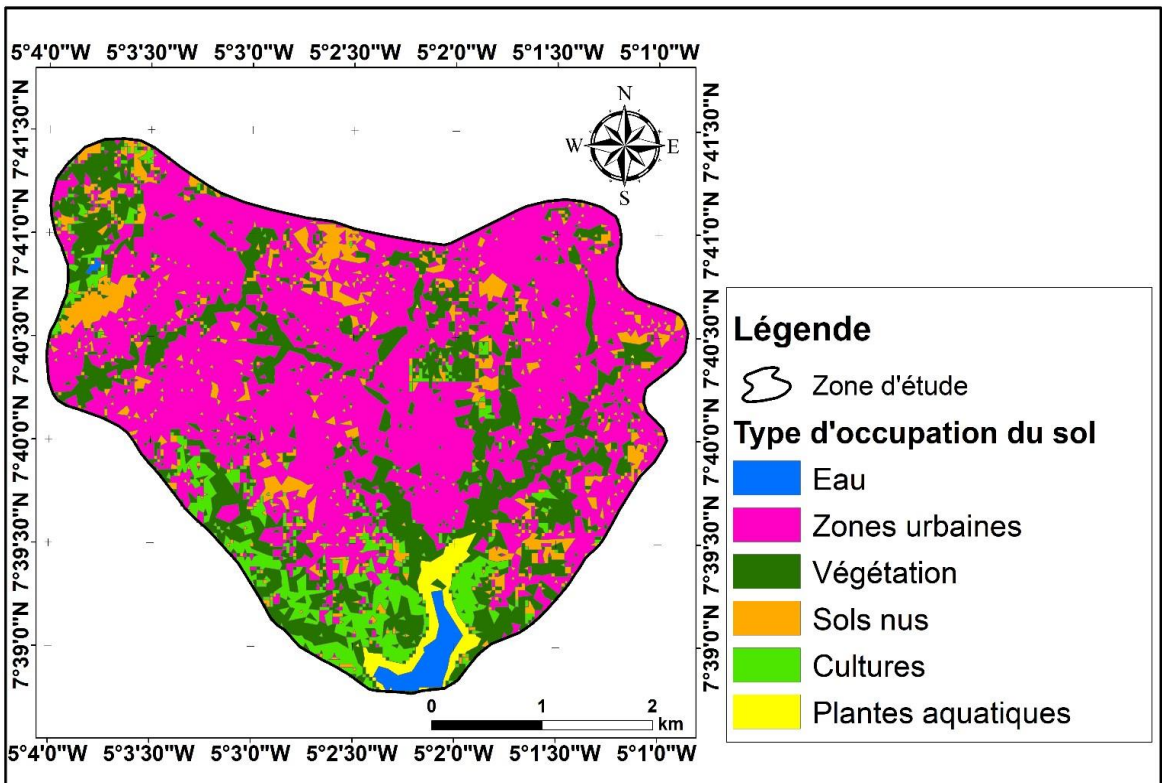 5°4'0"W 5°3'30"W 5°3'0"W 5°2'30"W 5°2'0"W 5°1'30"W 5°1'0"W
N
W E
S
7°41'30"N
7°41'0"N
7°40'30"N
7°40'0"N
7°39'30"N
7°39'0"N
7°41'30"N
7°41'0"N
7°40'30"N
7°40'0"N
7°39'30"N
7°39'0"N
0 1 2
km
5°4'0"W 5°3'30"W 5°3'0"W 5°2'30"W 5°2'0"W 5°1'30"W 5°1'0"W
Légende
Zone d'étude
Type d'occupation du sol
Eau
Zones urbaines
Végétation
Sols nus
Cultures
Plantes aquatiques